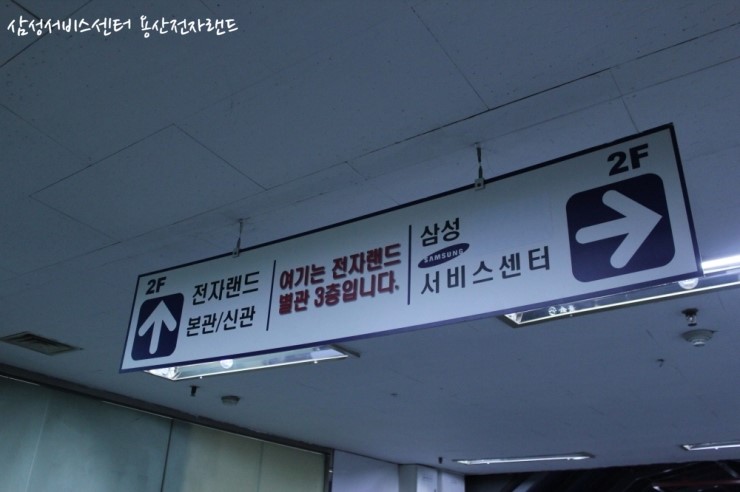 삼성서비스센터 용산전자랜드
2F
전자랜드
본관/신관
여기는 전자랜드
별관 3층입니다.
삼성
SAMSUNG
서비스센터
2F